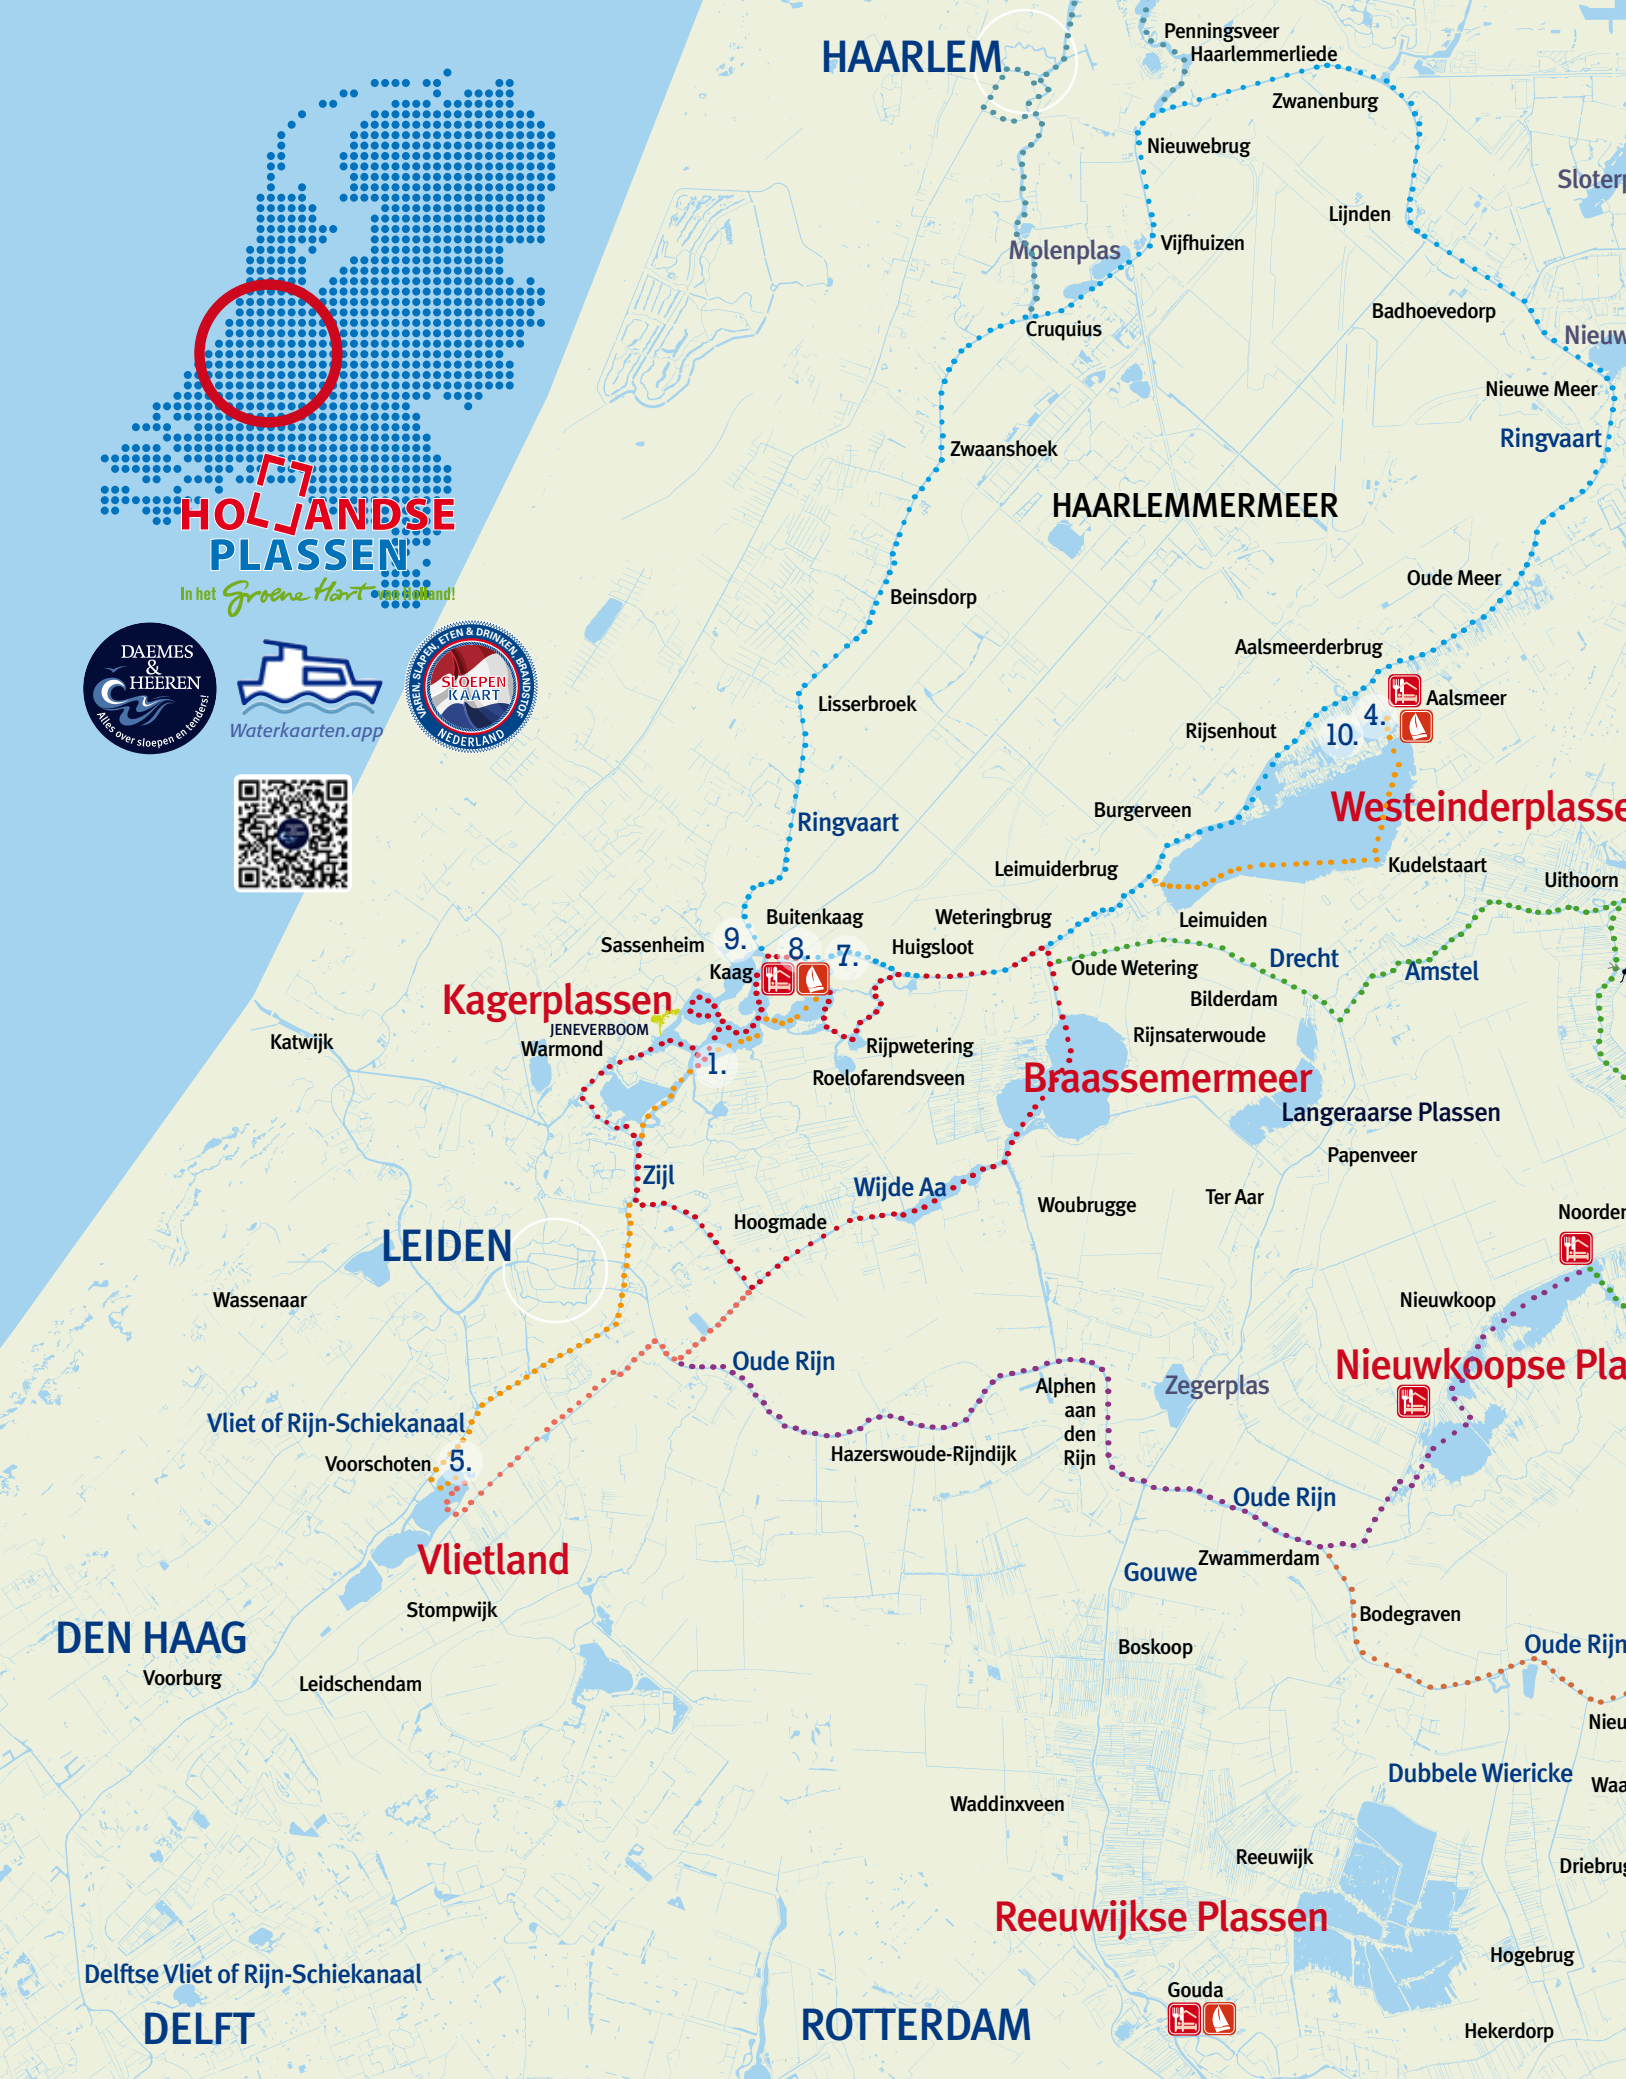 HAARLEM
Penningsveer
Haarlemmerliede
Zwanenburg
Nieuwebrug
Lijnden
Molenplas
Vijfhuizen
Badhoevedorp
Cruquius
Nieuwe Meer
Ringvaart
Zwaanshoek
HAARLEMMERMEER
HOLLANDSE
PLASSEN
In het Groene Hart van Holland!
Oude Meer
Beinsdorp
Aalsmeerderbrug
DAEMES
&
HEEREN
Alles over sloepen en tenders!
Waterkaarten.app
VAREN, SLAPEN, ETEN & DRINKEN, BRANDSTOF
SLOEPEN
KAART
NEDERLAND
Aalsmeer
Lisserbroek
4.
Rijsenhout
10.
Westeinderplasse
Burgerveen
Ringvaart
Leimuiderbrug
Kudelstaart
Uithoorn
Buitenkaag
Weteringbrug
Leimuiden
Sassenheim
9.
8.
7.
Huigsloot
Drecht
Kaag
Oude Wetering
Amstel
Kagerplassen
Bilderdam
JENEVERBOOM
Katwijk
Warmond
Rijpwetering
Rijnsaterwoude
1.
Roelofarendsveen
Braassemermeer
Langeraarse Plassen
Papenveer
Zijl
Wijde Aa
Woubrugge
Ter Aar
Noorden
Hoogmade
LEIDEN
Wassenaar
Nieuwkoop
Oude Rijn
Nieuwkoopse Pla
Alphen
aan
den
Rijn
Zegerplas
Vliet of Rijn-Schiekanaal
Voorschoten
5.
Hazerswoude-Rijndijk
Oude Rijn
Vlietland
Zwammerdam
Gouwe
Stompwijk
Bodegraven
DEN HAAG
Boskoop
Oude Rijn
Voorburg
Leidschendam
Nieu
Dubbele Wiericke
Waa
Waddinxveen
Reeuwijk
Driebrug
Reeuwijkse Plassen
Hogebrug
Delftse Vliet of Rijn-Schiekanaal
Gouda
DELFT
ROTTERDAM
Hekerdorp